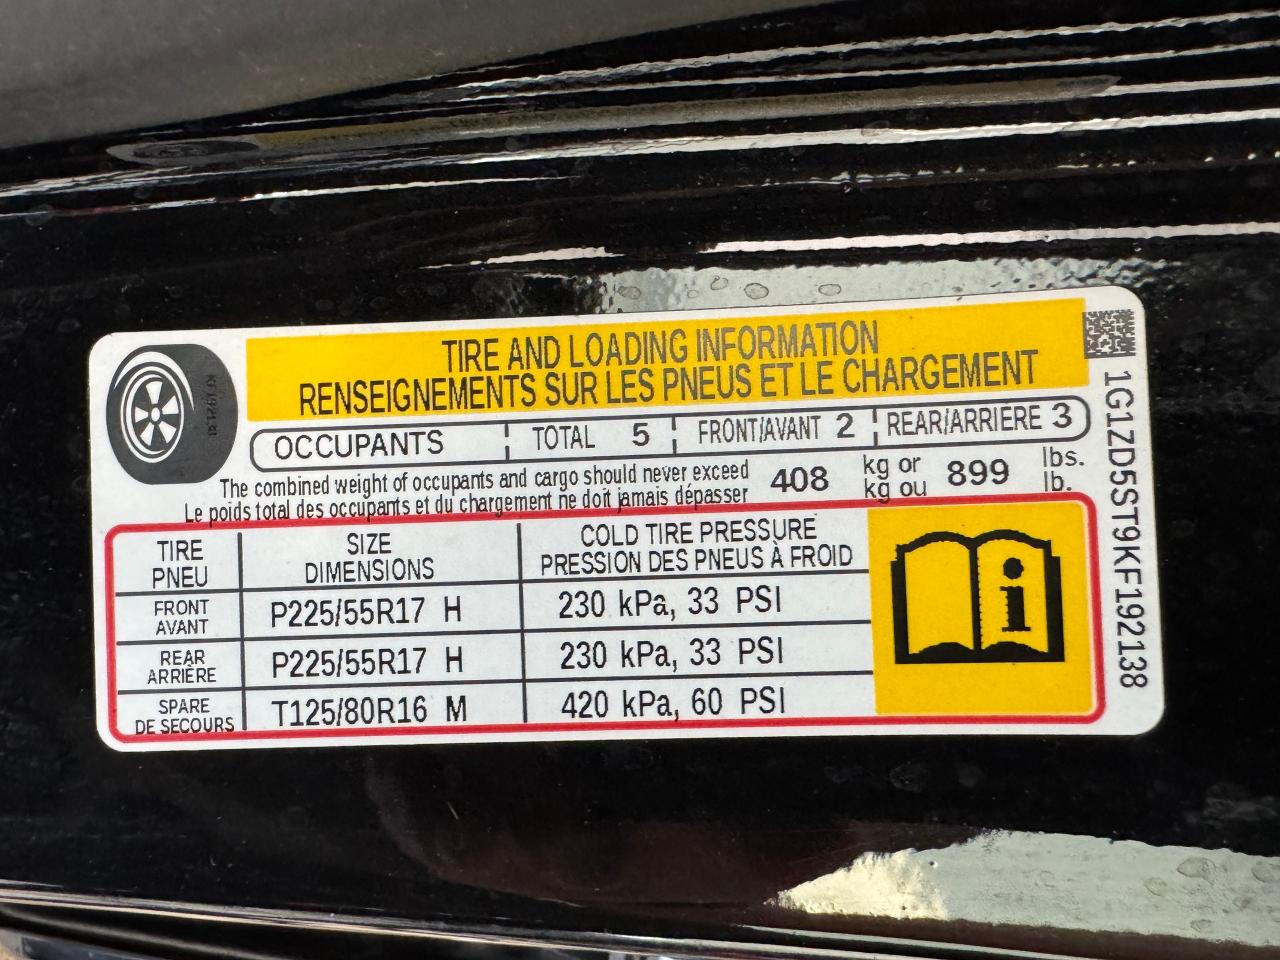 TIRE AND LOADING INFORMATION
RENSEIGNEMENTS SUR LES PNEUS ET LE CHARGEMENT
OCCUPANTS TOTAL 5 FRONT/AVANT 2 REAR/ARRIÈRE 3
The combined weight of occupants and cargo should never exceed 408 kg or 899 lbs.
Le poids total des occupants et du chargement ne doit jamais dépasser kg ou lb.
TIRE SIZE COLD TIRE PRESSURE
PNEU DIMENSIONS PRESSION DES PNEUS À FROID
FRONT
AVANT P225/55R17 H 230 kPa, 33 PSI
REAR
ARRIÈRE P225/55R17 H 230 kPa, 33 PSI
SPARE
DE SECOURS T125/80R16 M 420 kPa, 60 PSI
i
1G1ZD5ST9KF192138